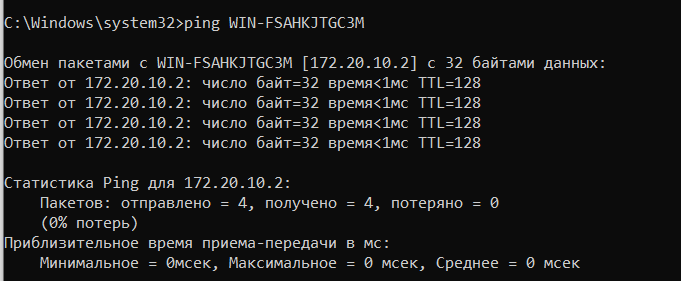 C:\Windows\system32>ping WIN-FSAHKJTGC3M
Обмен пакетами с WIN-FSAHKJTGC3M [172.20.10.2] с 32 байтами данных:
Ответ от 172.20.10.2: число байт=32 время<1мс TTL=128
Ответ от 172.20.10.2: число байт=32 время<1мс TTL=128
Ответ от 172.20.10.2: число байт=32 время<1мс TTL=128
Ответ от 172.20.10.2: число байт=32 время<1мс TTL=128
Статистика Ping для 172.20.10.2:
Пакетов: отправлено = 4, получено = 4, потеряно = 0
(0% потерь)
Приблизительное время приема-передачи в мс:
Минимальное = 0мсек, Максимальное = 0 мсек, Среднее = 0 мсек